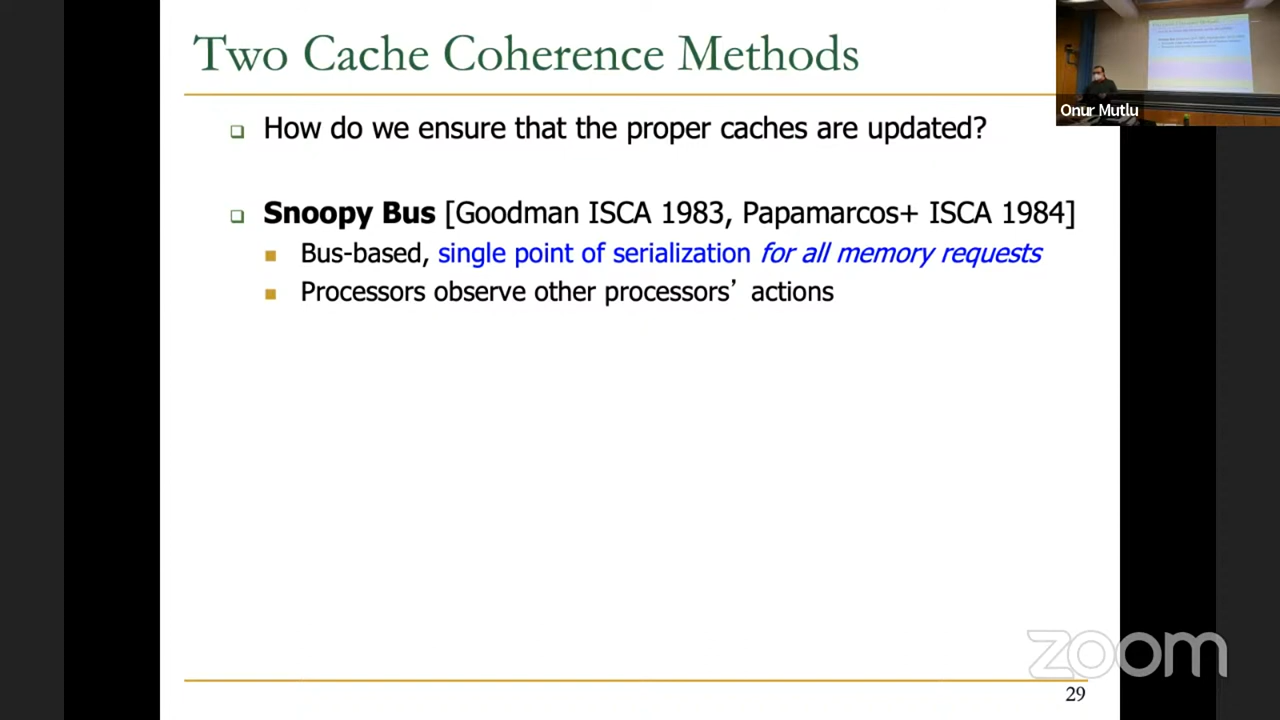 Two Cache Coherence Methods
Onur Mutlu
How do we ensure that the proper caches are updated?
Snoopy Bus [Goodman ISCA 1983, Papamarcos+ ISCA 1984]
Bus-based, single point of serialization for all memory requests
Processors observe other processors’ actions
zoom
29